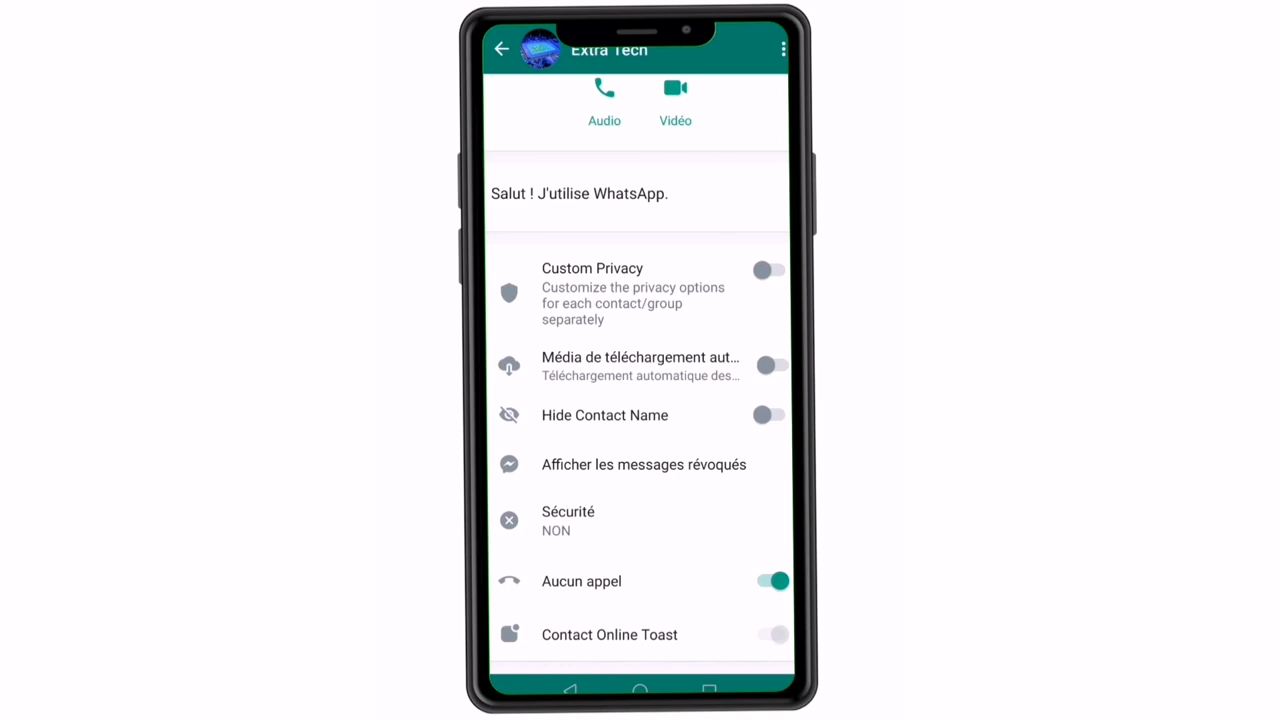 Extra Tech
Audio
Vidéo
Salut ! J'utilise WhatsApp.
Custom Privacy
Customize the privacy options
for each contact/group
separately
Média de téléchargement aut...
Téléchargement automatique des...
Hide Contact Name
Afficher les messages révoqués
Sécurité
NON
Aucun appel
Contact Online Toast